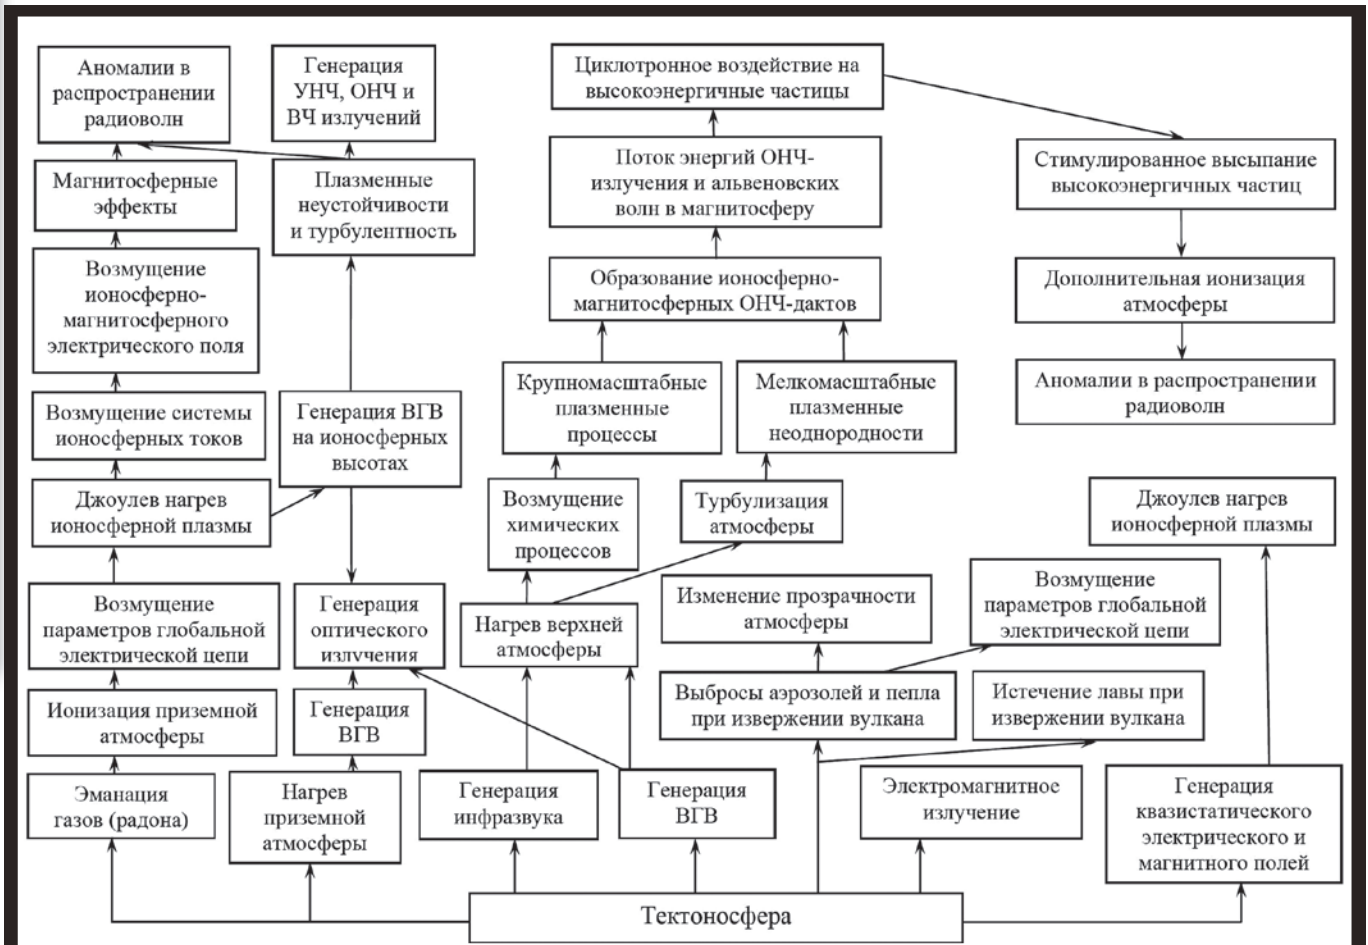 Аномалии в
распространении
радиоволн
Генерация
УНЧ, ОНЧ и
ВЧ излучений
Циклотронное воздействие на
высокоэнергичные частицы
Магнитосферные
эффекты
Плазменные
неустойчивости
и турбулентность
Поток энергий ОНЧ-
излучения и альвеновских
волн в магнитосферу
Стимулированное высыпание
высокоэнергичных частиц
Возмущение
ионосферно-
магнитосферного
электрического поля
Образование ионосферно-
магнитосферных ОНЧ-дактов
Дополнительная ионизация
атмосферы
Возмущение системы
ионосферных токов
Генерация ВГВ
на ионосферных
высотах
Крупномасштабные
плазменные
процессы
Мелкомасштабные
плазменные
неоднородности
Аномалии в распространении
радиоволн
Джоулев нагрев
ионосферной плазмы
Возмущение
химических
процессов
Турбулизация
атмосферы
Джоулев нагрев
ионосферной плазмы
Возмущение
параметров глобальной
электрической цепи
Генерация
оптического
излучения
Нагрев верхней
атмосферы
Изменение прозрачности
атмосферы
Возмущение
параметров глобальной
электрической цепи
Ионизация приземной
атмосферы
Генерация
ВГВ
Выбросы аэрозолей и пепла
при извержении вулкана
Истечение лавы при
извержении вулкана
Эманация
газов (радона)
Нагрев
приземной
атмосферы
Генерация
инфразвука
Генерация
ВГВ
Электромагнитное
излучение
Генерация
квазистатического
электрического и
магнитного полей
Тектоносфера